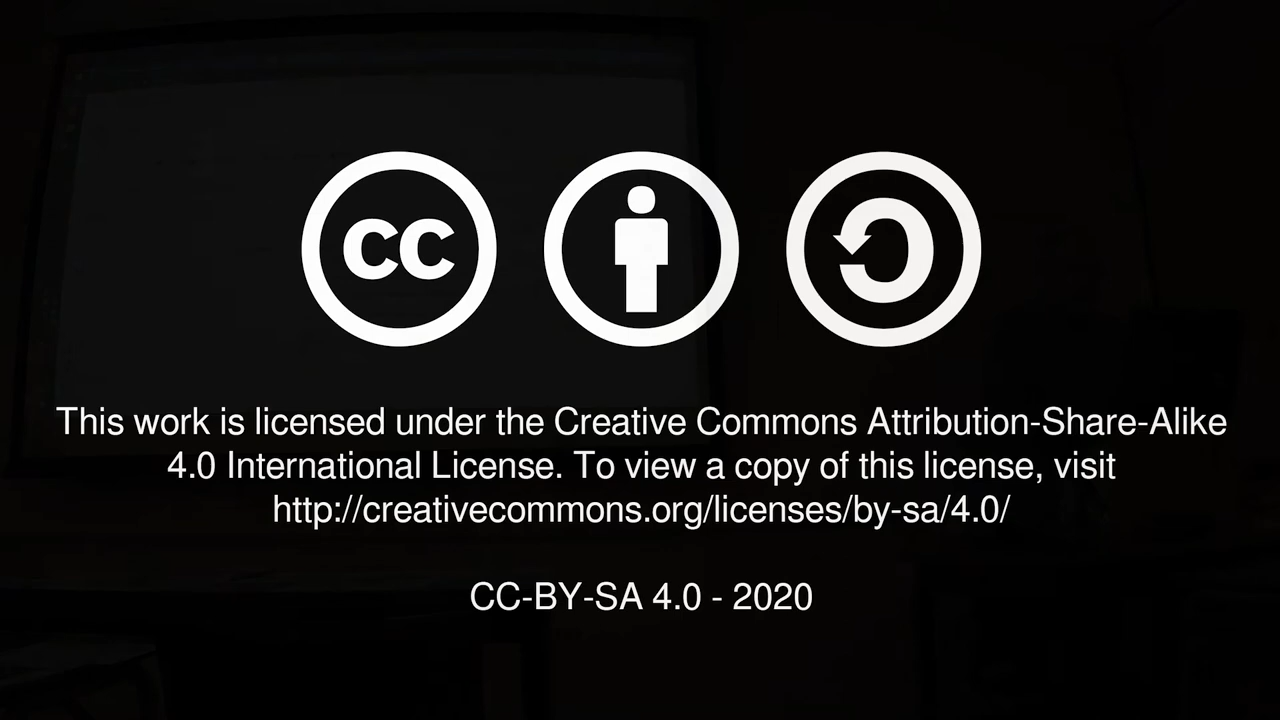 cc
This work is licensed under the Creative Commons Attribution-Share-Alike
4.0 International License. To view a copy of this license, visit
http://creativecommons.org/licenses/by-sa/4.0/
CC-BY-SA 4.0 - 2020